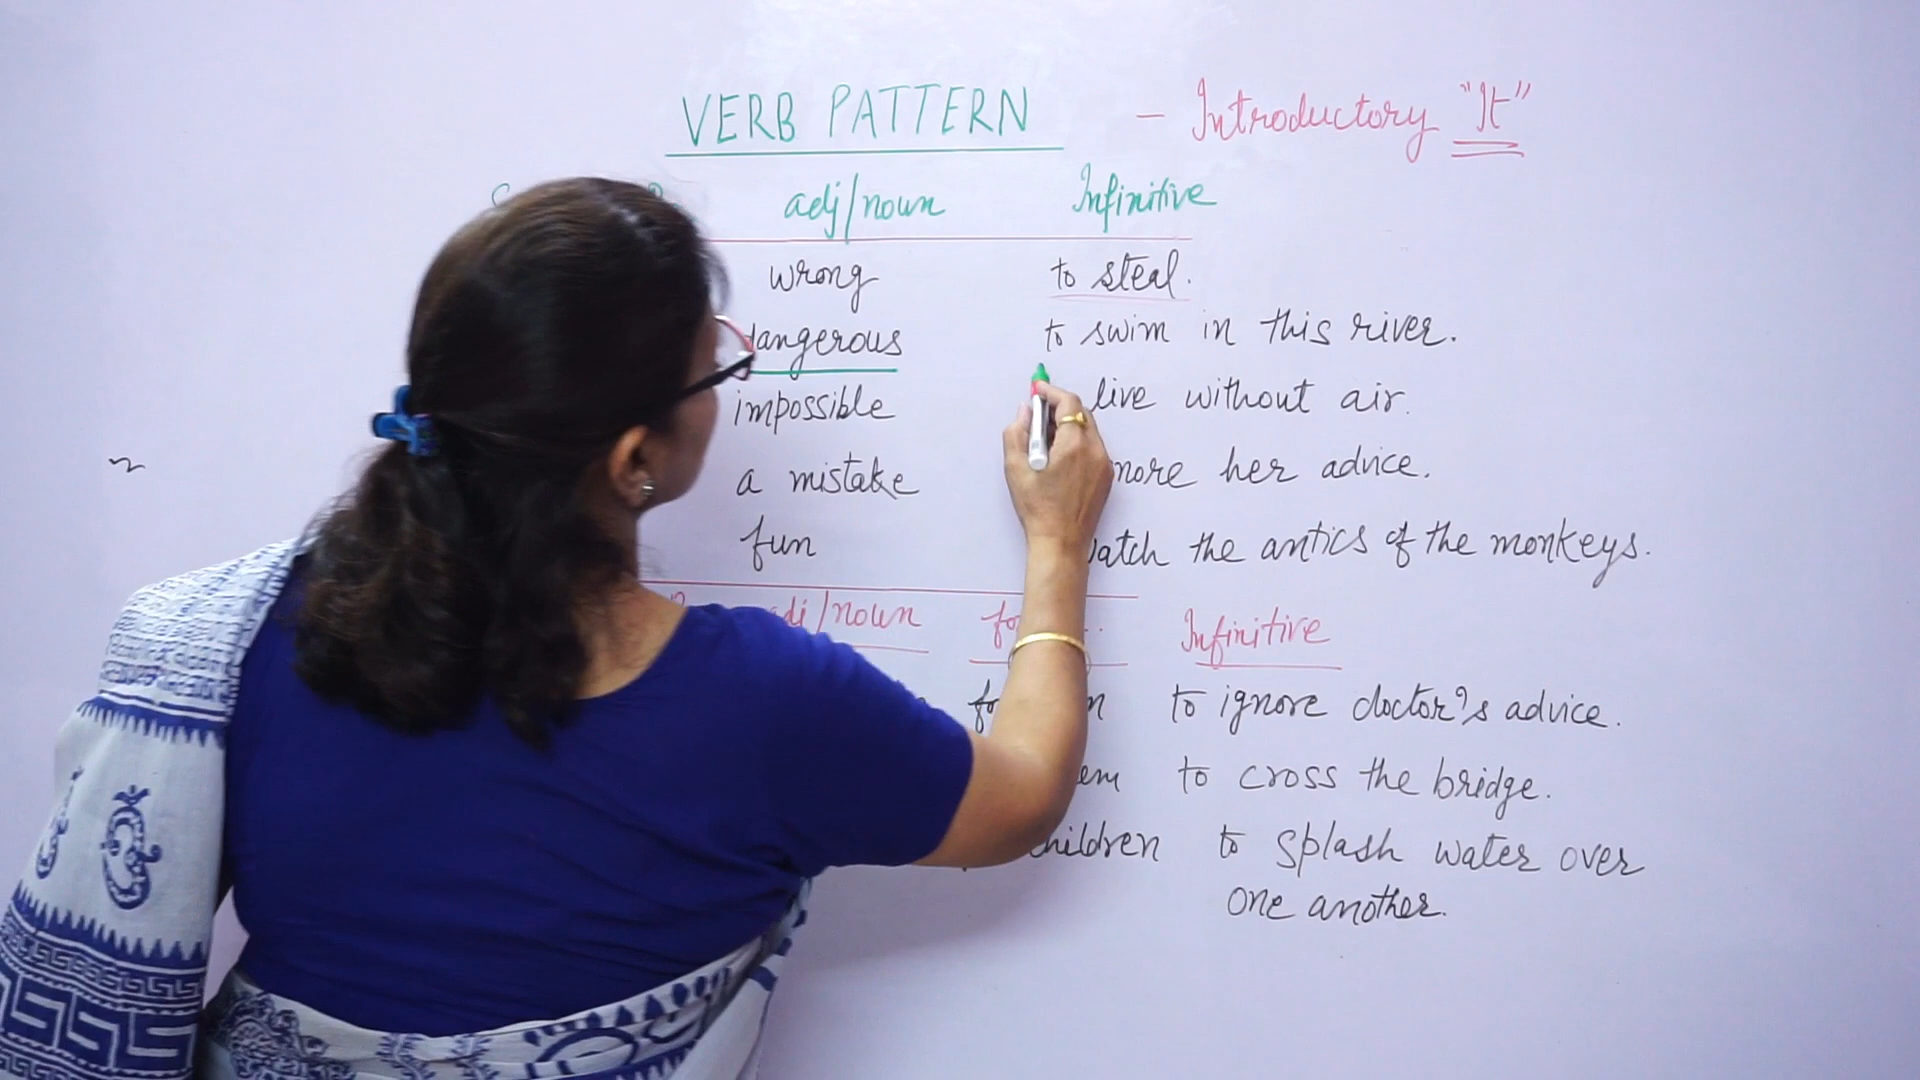 VERB PATTERN - Introductory "It"
adj/noun Infinitive
wrong to steal.
dangerous to swim in this river.
impossible live without air.
a mistake her advice.
fun the antics of the monkeys.
adj/noun Infinitive
to ignore doctor's advice.
to cross the bridge.
children to splash water over
one another.